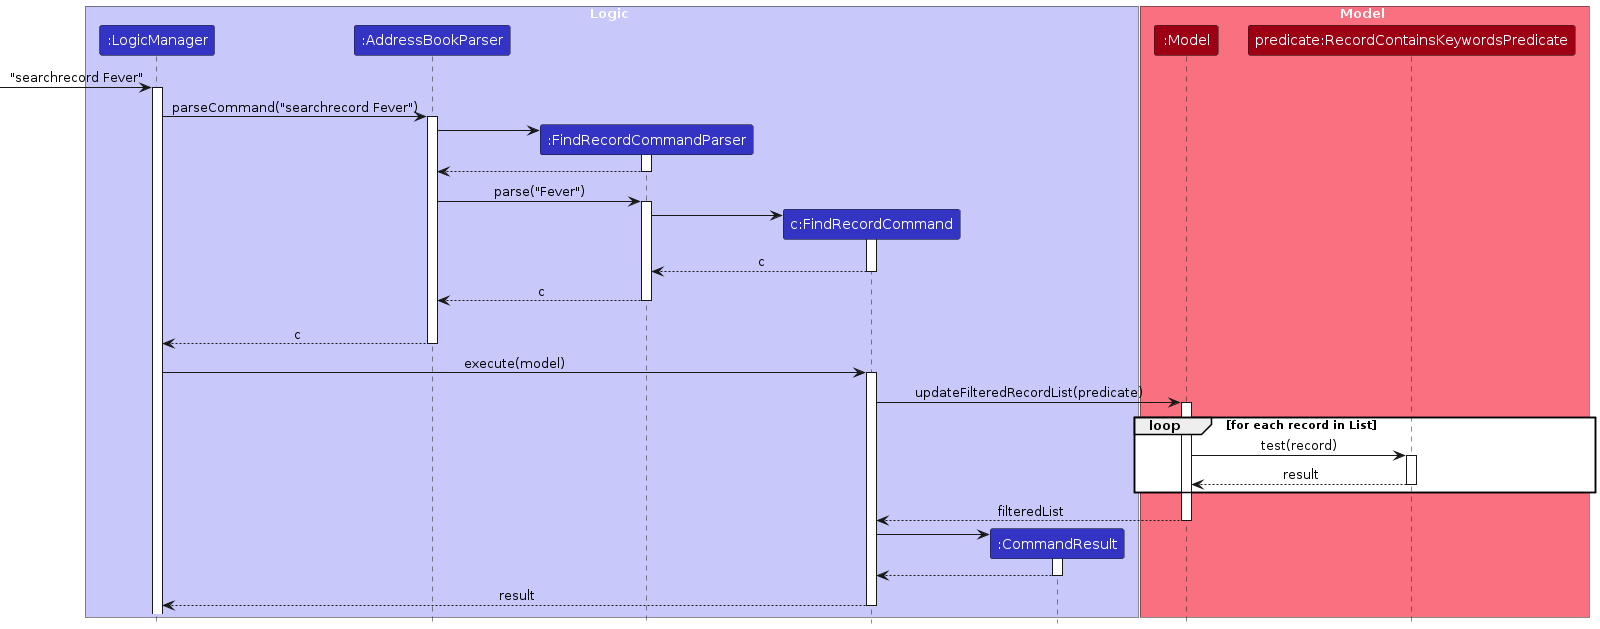 Logic
Model
:LogicManager
:AddressBookParser
:Model
predicate:RecordContainsKeywordsPredicate
"searchrecord Fever"
parseCommand("searchrecord Fever")
:FindRecordCommandParser
parse("Fever")
c:FindRecordCommand
c
c
c
execute(model)
updateFilteredRecordList(predicate)
loop
[for each record in List]
test(record)
result
filteredList
:CommandResult
result